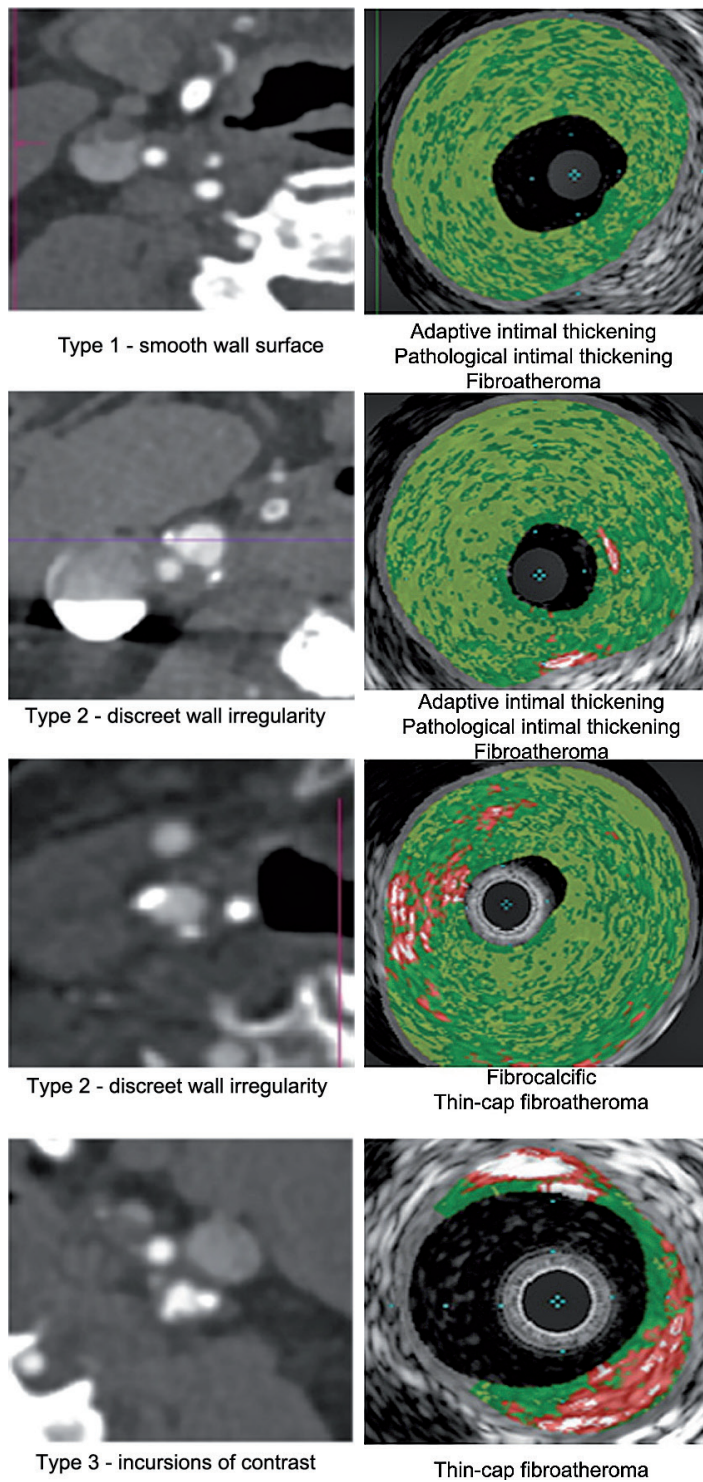 Type 1 - smooth wall surface
Adaptive intimal thickening
Pathological intimal thickening
Fibroatheroma
Type 2 - discreet wall irregularity
Adaptive intimal thickening
Pathological intimal thickening
Fibroatheroma
Type 2 - discreet wall irregularity
Fibrocalcific
Thin-cap fibroatheroma
Type 3 - incursions of contrast
Thin-cap fibroatheroma